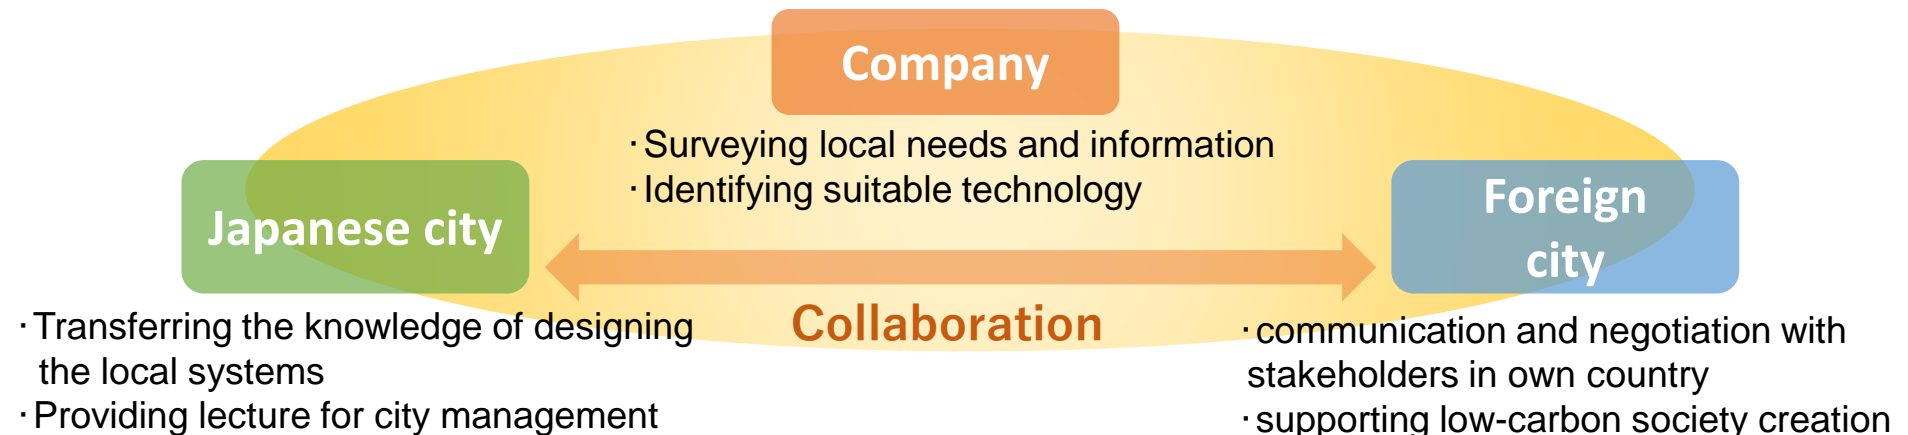 Company
·Surveying local needs and information
·Identifying suitable technology
Japanese city
Foreign
city
Collaboration
·Transferring the knowledge of designing
the local systems
·Providing lecture for city management
·communication and negotiation with
stakeholders in own country
·supporting low-carbon society creation